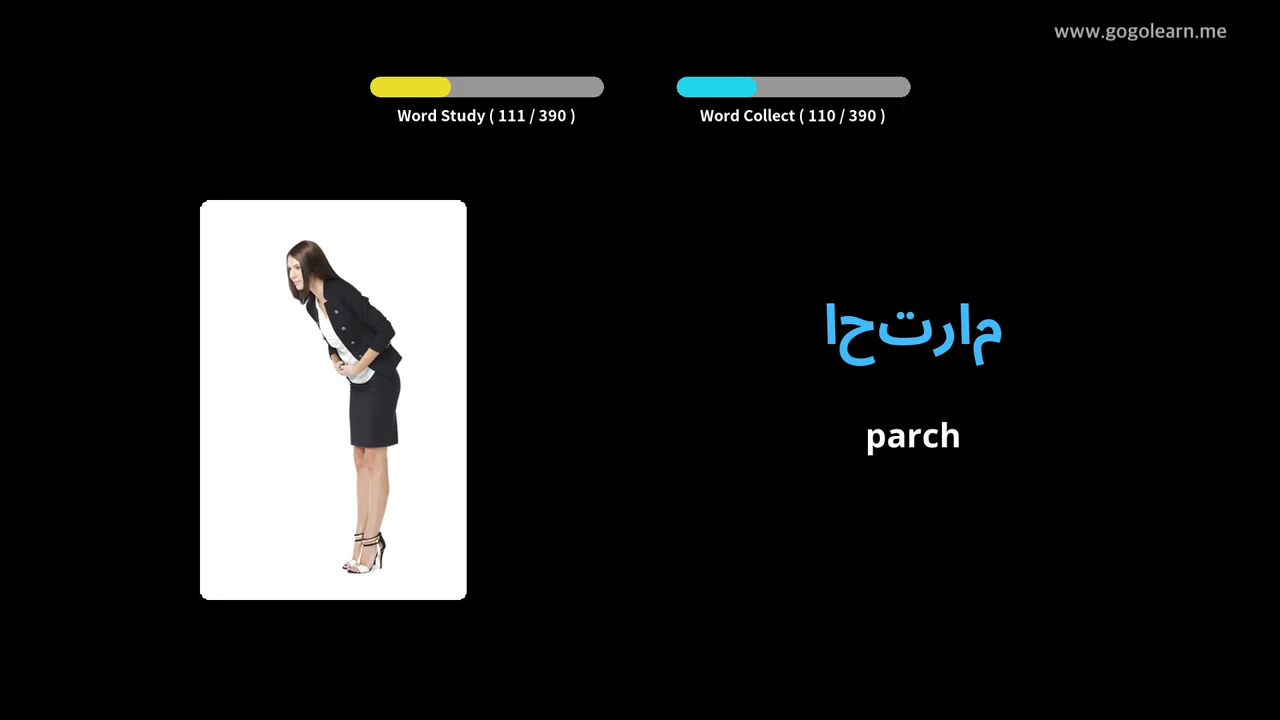 www.gogolearn.me
Word Study ( 111 / 390 )
Word Collect ( 110 / 390 )
احترام
parch